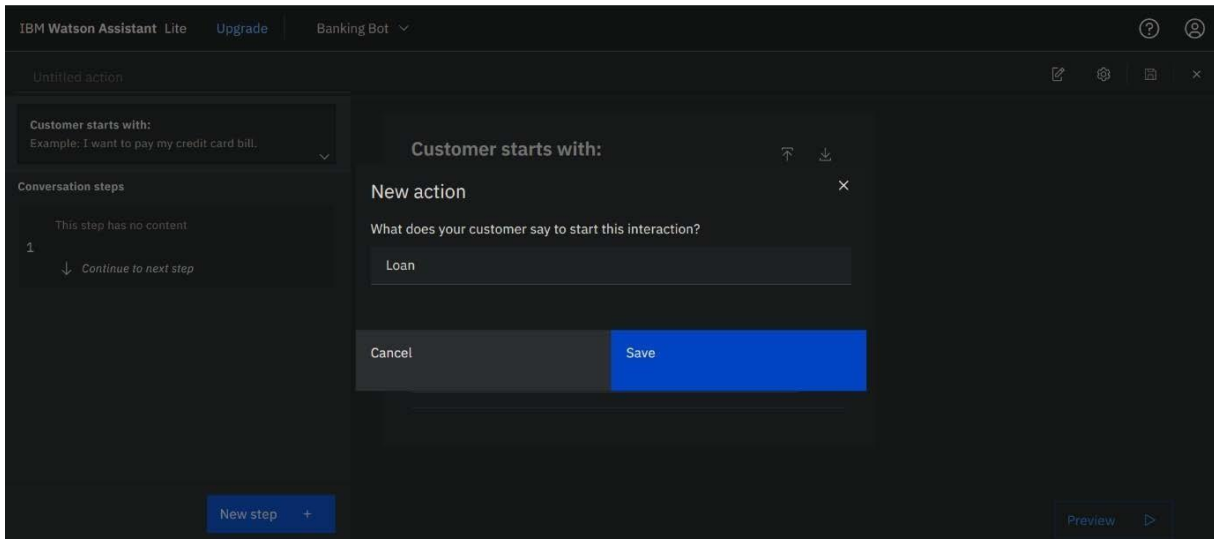 IBM Watson Assistant Lite Upgrade Banking Bot
Untitled action
Customer starts with:
Example: I want to pay my credit card bill.
Conversation steps
This step has no content
1
Continue to next step
New step +
Customer starts with:
New action
What does your customer say to start this interaction?
Loan
Cancel Save
Preview